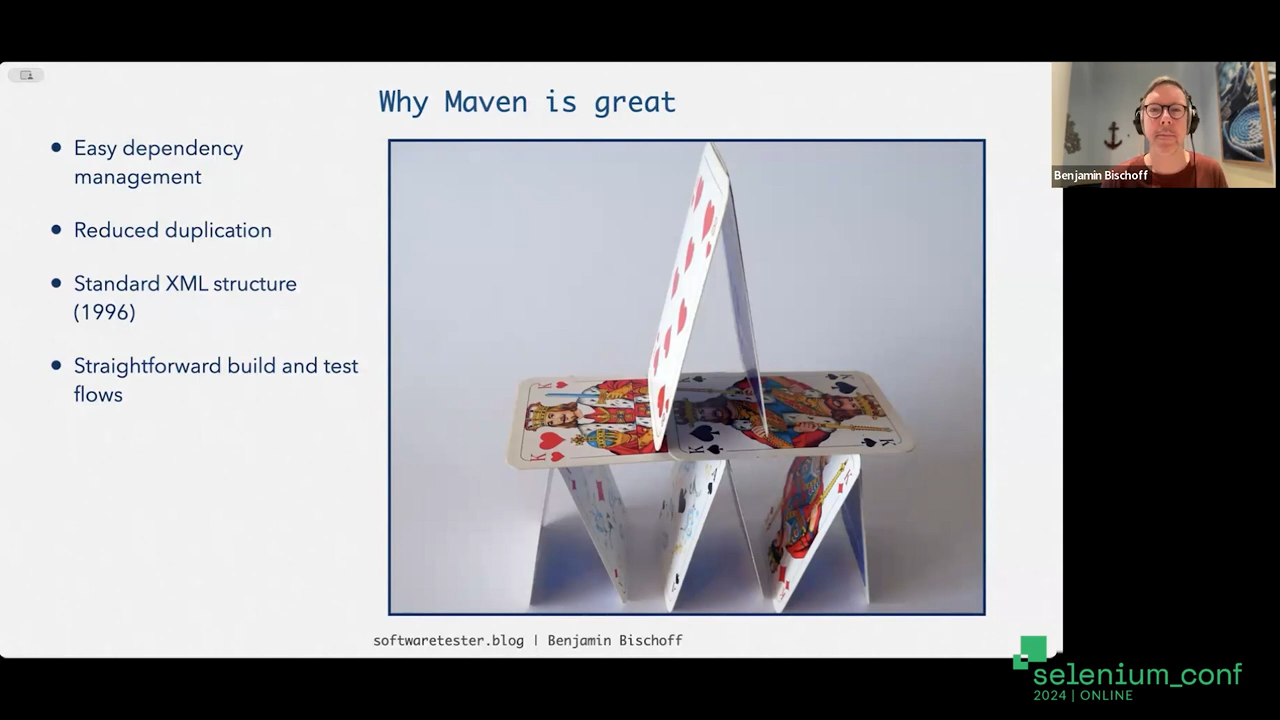 Why Maven is great
Easy dependency
management
Reduced duplication
Standard XML structure
(1996)
Straightforward build and test
flows
softwaretester.blog | Benjamin Bischoff
Benjamin Bischoff
selenium_conf
2024 | ONLINE